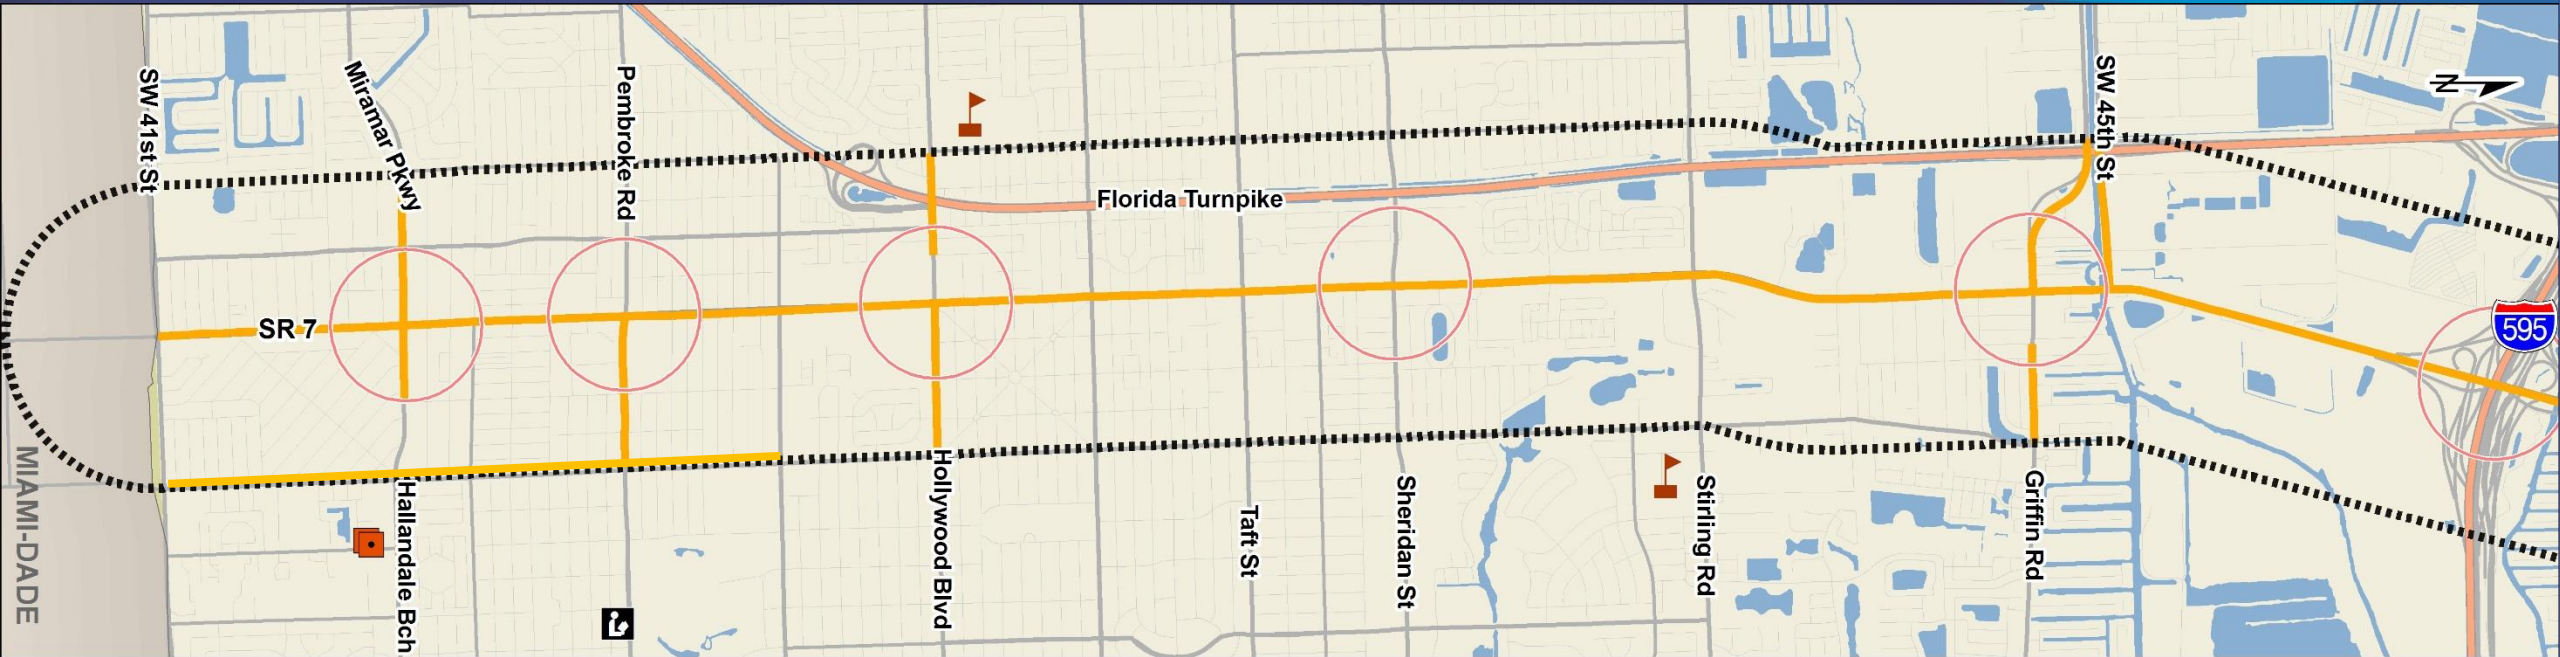 SW 41st St
Miramar Pkwy
Pembroke Rd
Florida Turnpike
SW 45th St
N
SR 7
595
MIAMI-DADE
Hallandale Bch
Hollywood Blvd
Taft St
Sheridan St
Stirling Rd
Griffin Rd